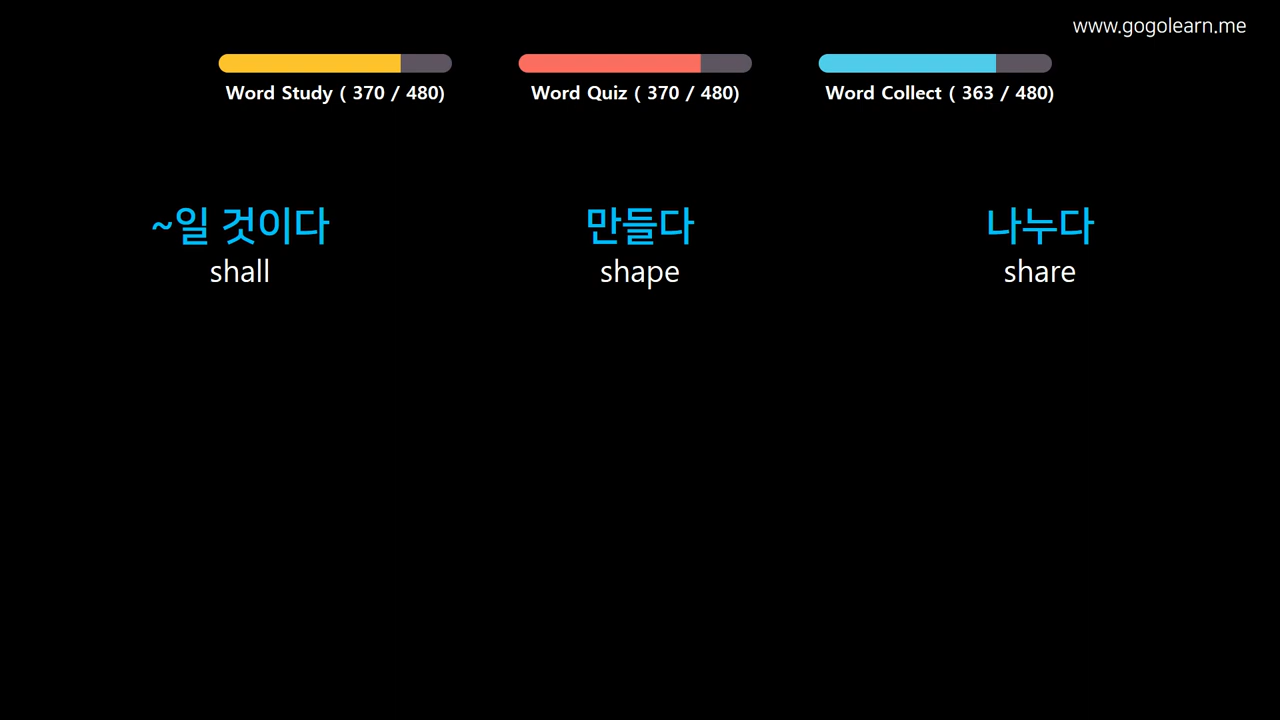 www.gogolearn.me
Word Study ( 370 / 480)
Word Quiz ( 370 / 480)
Word Collect ( 363 / 480)
~일 것이다
shall
만들다
shape
나누다
share